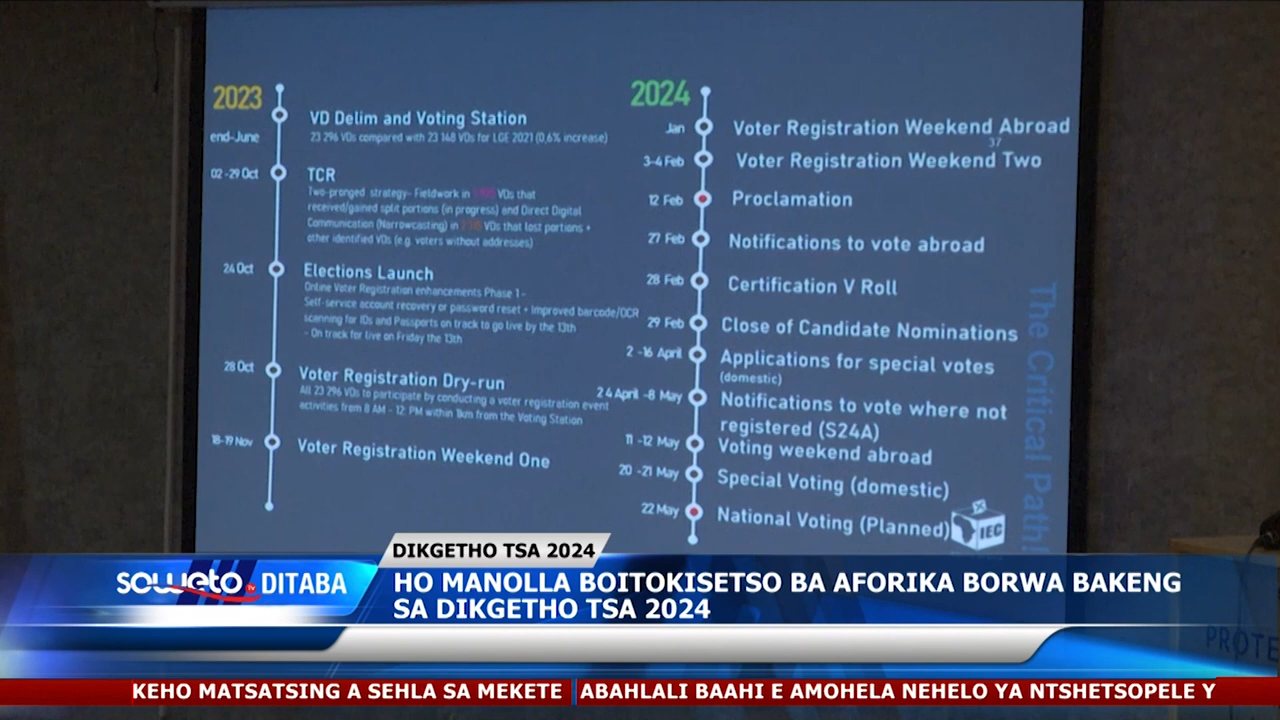 2023
end-June
VD Delim and Voting Station
23 296 VDs compared with 23 148 VDs for LGE 2021 (0,6% increase)
02-29 Oct
TCR
Two-pronged strategy- Fieldwork in VDs that
received/gained split portions (in progress) and Direct Digital
Communication (Narrowcasting) in VDs that lost portions +
other identified VDs (e.g. voters without addresses)
24 Oct
Elections Launch
Online Voter Registration enhancements Phase 1 -
Self-service account recovery or password reset + Improved barcode/OCR
scanning for IDs and Passports on track to go live by the 13th
- On track for live on Friday the 13th
28 Oct
Voter Registration Dry-run
All 23 296 VDs to participate by conducting a voter registration event
activities from 8 AM - 12: PM within 1km from the Voting Station
18-19 Nov
Voter Registration Weekend One
2024
Jan
Voter Registration Weekend Abroad
37
3-4 Feb
Voter Registration Weekend Two
12 Feb
Proclamation
27 Feb
Notifications to vote abroad
28 Feb
Certification V Roll
29 Feb
Close of Candidate Nominations
2 -16 April
Applications for special votes
(domestic)
24 April -8 May
Notifications to vote where not
registered (S24A)
11 -12 May
Voting weekend abroad
20 -21 May
Special Voting (domestic)
22 May
National Voting (Planned)
IEC
The Critical Path!
DIKGETHO TSA 2024
soweto tv DITABA
HO MANOLLA BOITOKISETSO BA AFORIKA BORWA BAKENG
SA DIKGETHO TSA 2024
PROTE
KEHO MATSATSING A SEHLA SA MEKETE
ABAHLALI BAAHI E AMOHELA NEHELO YA NTSHETSOPELE Y